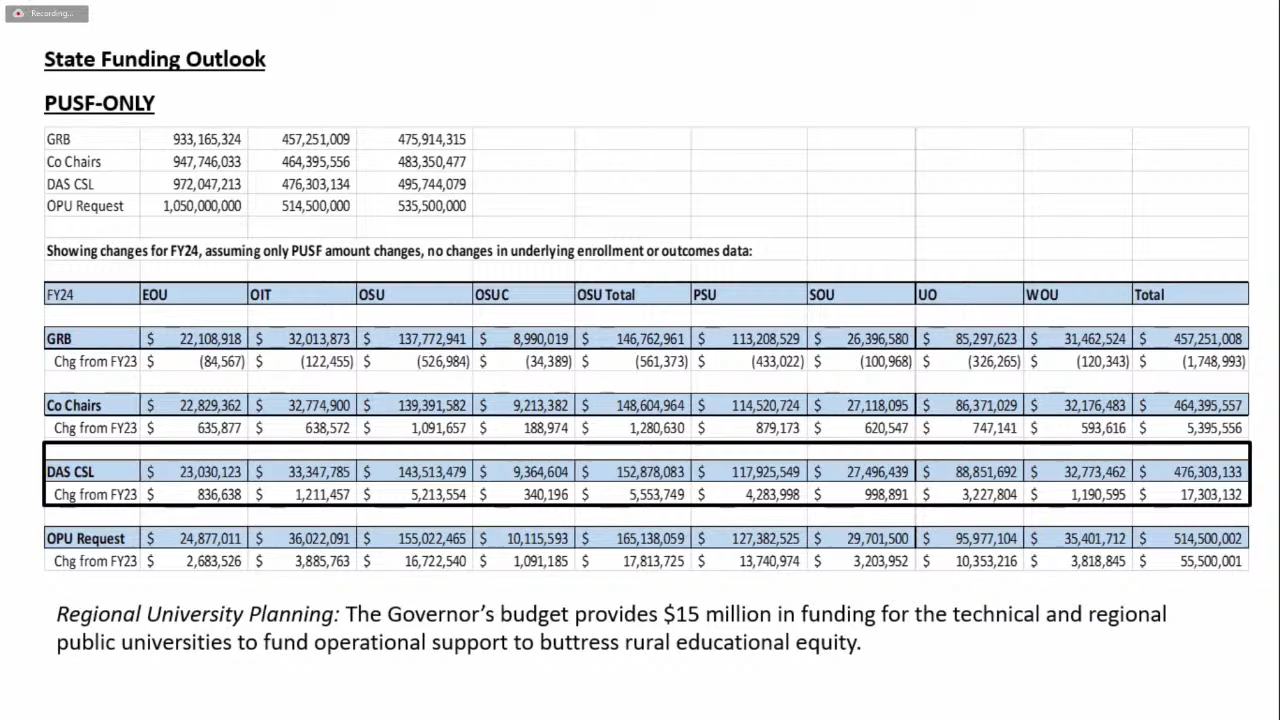 Recording...
State Funding Outlook
PUSF-ONLY
GRB 933,165,324 457,251,009 475,914,315
Co Chairs 947,746,033 464,395,556 483,350,477
DAS CSL 972,047,213 476,303,134 495,744,079
OPU Request 1,050,000,000 514,500,000 535,500,000
Showing changes for FY24, assuming only PUSF amount changes, no changes in underlying enrollment or outcomes data:
FY24 EOU OIT OSU OSUC OSU Total PSU SOU UO WOU Total
GRB $ 22,108,918 $ 32,013,873 $ 137,772,941 $ 8,990,019 $ 146,762,961 $ 113,208,529 $ 26,396,580 $ 85,297,623 $ 31,462,524 $ 457,251,008
Chg from FY23 $ (84,567) $ (122,455) $ (526,984) $ (34,389) $ (561,373) $ (433,022) $ (100,968) $ (326,265) $ (120,343) $ (1,748,993)
Co Chairs $ 22,829,362 $ 32,774,900 $ 139,391,582 $ 9,213,382 $ 148,604,964 $ 114,520,724 $ 27,118,095 $ 86,371,029 $ 32,176,483 $ 464,395,557
Chg from FY23 $ 635,877 $ 638,572 $ 1,091,657 $ 188,974 $ 1,280,630 $ 879,173 $ 620,547 $ 747,141 $ 593,616 $ 5,395,556
DAS CSL $ 23,030,123 $ 33,347,785 $ 143,513,479 $ 9,364,604 $ 152,878,083 $ 117,925,549 $ 27,496,439 $ 88,851,692 $ 32,773,462 $ 476,303,133
Chg from FY23 $ 836,638 $ 1,211,457 $ 5,213,554 $ 340,196 $ 5,553,749 $ 4,283,998 $ 998,891 $ 3,227,804 $ 1,190,595 $ 17,303,132
OPU Request $ 24,877,011 $ 36,022,091 $ 155,022,465 $ 10,115,593 $ 165,138,059 $ 127,382,525 $ 29,701,500 $ 95,977,104 $ 35,401,712 $ 514,500,002
Chg from FY23 $ 2,683,526 $ 3,885,763 $ 16,722,540 $ 1,091,185 $ 17,813,725 $ 13,740,974 $ 3,203,952 $ 10,353,216 $ 3,818,845 $ 55,500,001
Regional University Planning: The Governor's budget provides $15 million in funding for the technical and regional
public universities to fund operational support to buttress rural educational equity.